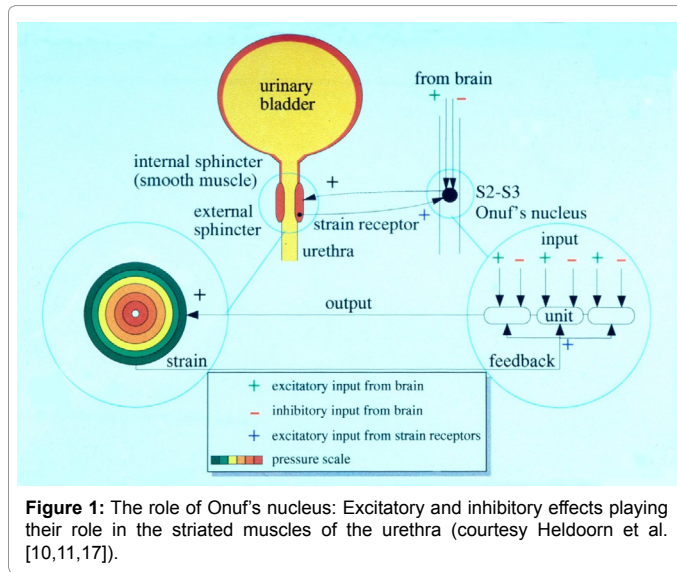 urinary
bladder
from brain
+ −
internal sphincter
(smooth muscle)
+
S2-S3
Onuf's nucleus
external
sphincter
strain receptor
+
urethra
input
+ − + − + −
+
output
unit
strain
feedback
+
+ excitatory input from brain
− inhibitory input from brain
+ excitatory input from strain receptors
pressure scale
Figure 1: The role of Onuf's nucleus: Excitatory and inhibitory effects playing
their role in the striated muscles of the urethra (courtesy Heldoorn et al.
[10,11,17]).